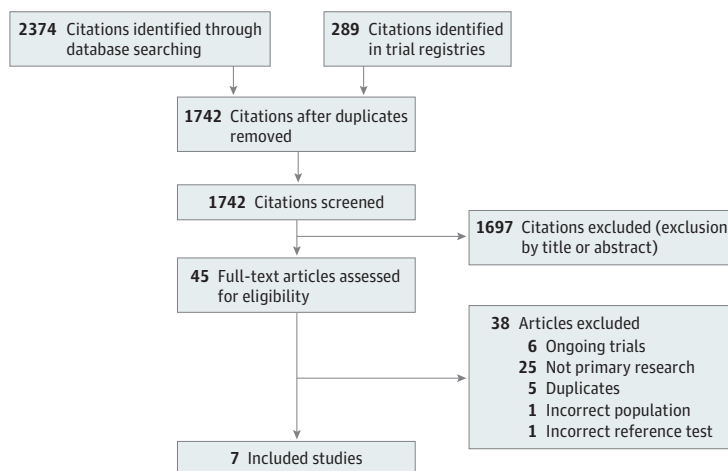 2374 Citations identified through
database searching
289 Citations identified
in trial registries
1742 Citations after duplicates
removed
1742 Citations screened
1697 Citations excluded (exclusion
by title or abstract)
45 Full-text articles assessed
for eligibility
38 Articles excluded
6 Ongoing trials
25 Not primary research
5 Duplicates
1 Incorrect population
1 Incorrect reference test
7 Included studies